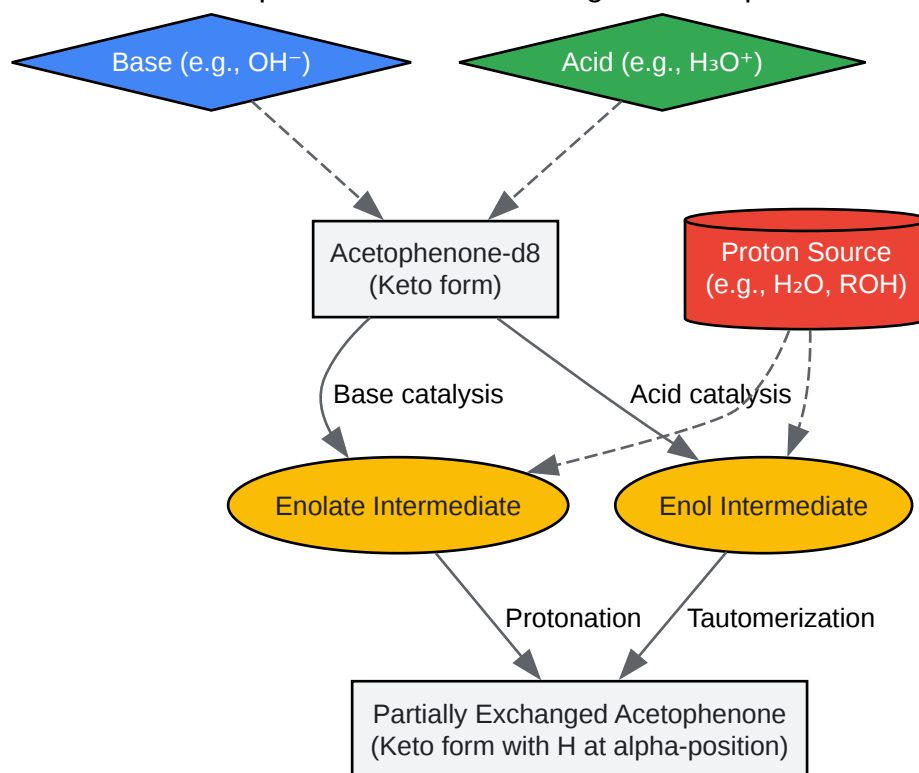 Base (e.g., OH⁻)
Acid (e.g., H₃O⁺)
Acetophenone-d8
(Keto form)
Proton Source
(e.g., H₂O, ROH)
Base catalysis
Acid catalysis
Enolate Intermediate
Enol Intermediate
Protonation
Tautomerization
Partially Exchanged Acetophenone
(Keto form with H at alpha-position)